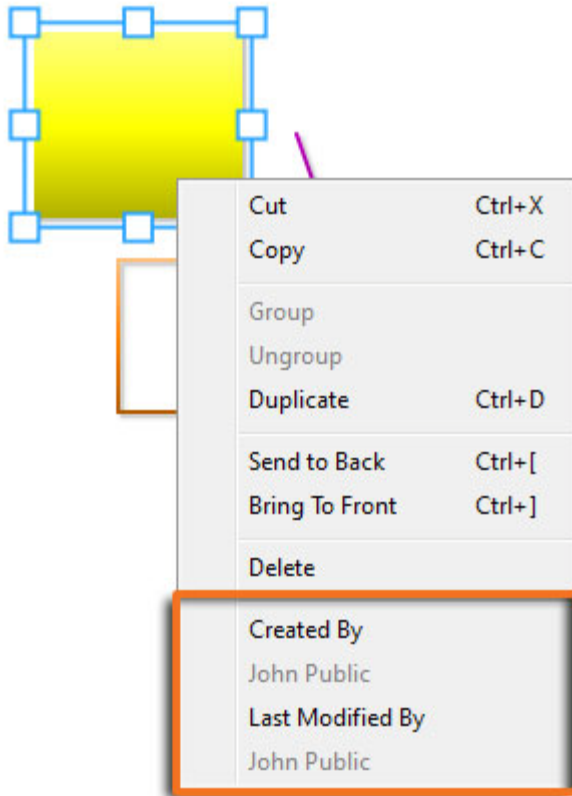 Cut Ctrl+X
Copy Ctrl+C
Group
Ungroup
Duplicate Ctrl+D
Send to Back Ctrl+[
Bring To Front Ctrl+]
Delete
Created By
John Public
Last Modified By
John Public